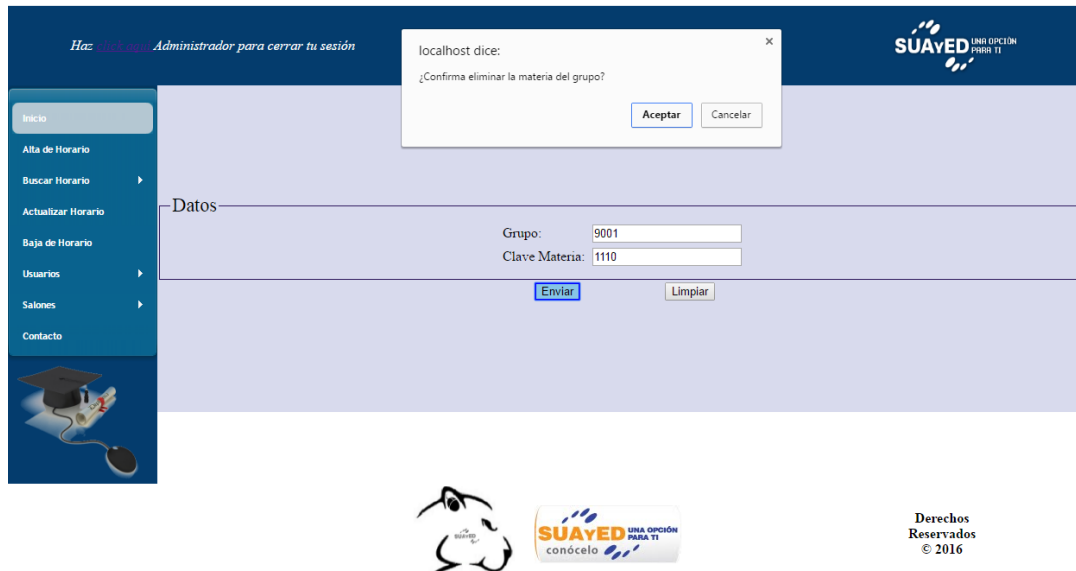 Haz click aquí Administrador para cerrar tu sesión
localhost dice:
×
¿Confirma eliminar la materia del grupo?
Aceptar
Cancelar
SUAYED UNA OPCIÓN
PARA TI
Inicio
Alta de Horario
Buscar Horario
Actualizar Horario
Baja de Horario
Usuarios
Salones
Contacto
Datos
Grupo: 9001
Clave Materia: 1110
Enviar
Limpiar
SUAYED UNA OPCIÓN
PARA TI
conócelo
Derechos
Reservados
© 2016